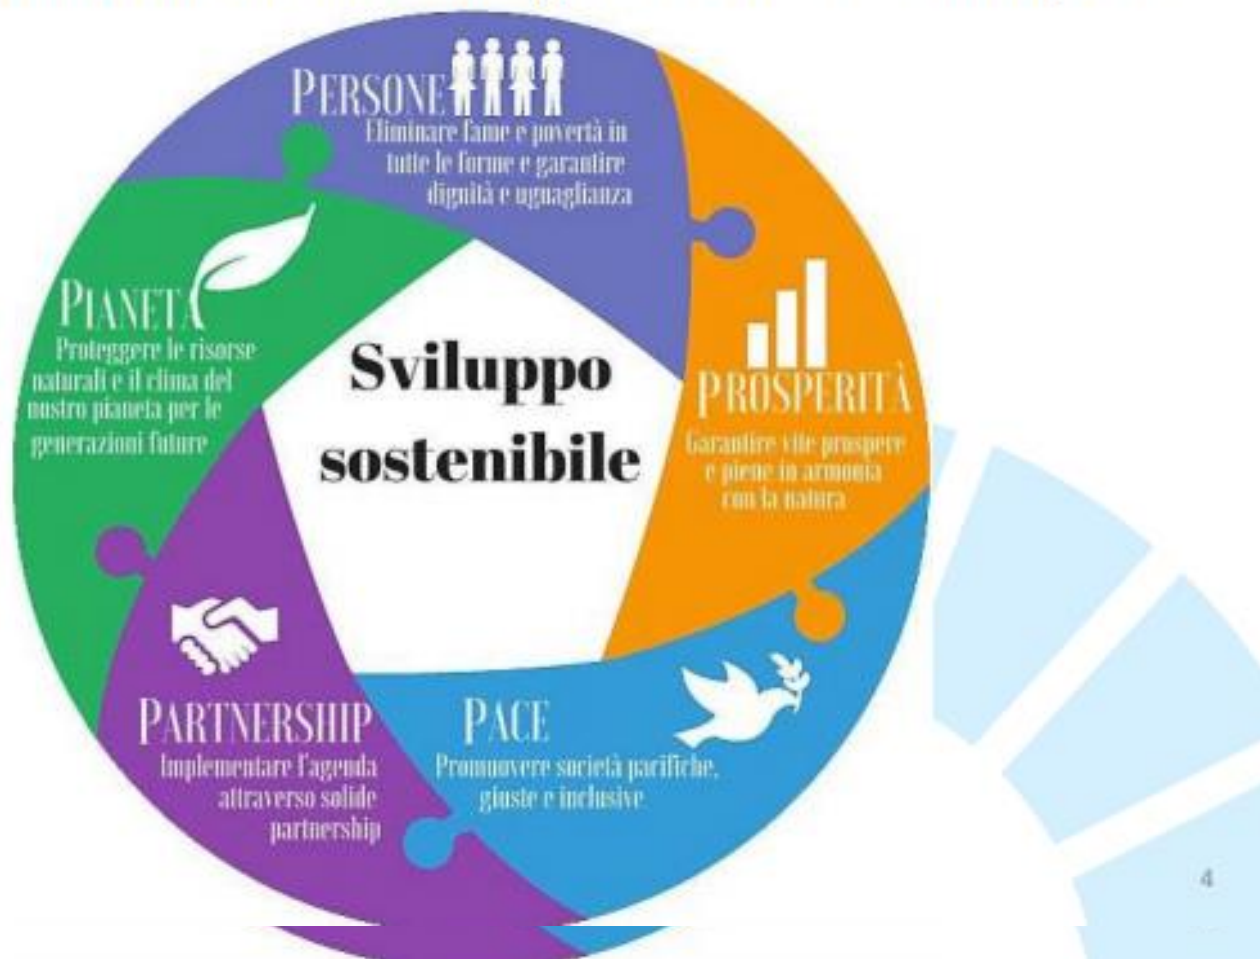 PERSONE
Eliminare fame e povertà in
tutte le forme e garantire
dignità e uguaglianza
PIANETA
Proteggere le risorse
naturali e il clima del
nostro pianeta per le
generazioni future
Sviluppo
sostenibile
PROSPERITÀ
Garantire vite prospere
e piene in armonia
con la natura
PARTNERSHIP
Implementare l'agenda
attraverso solide
partnership
PACE
Promuovere società pacifiche,
giuste e inclusive
4